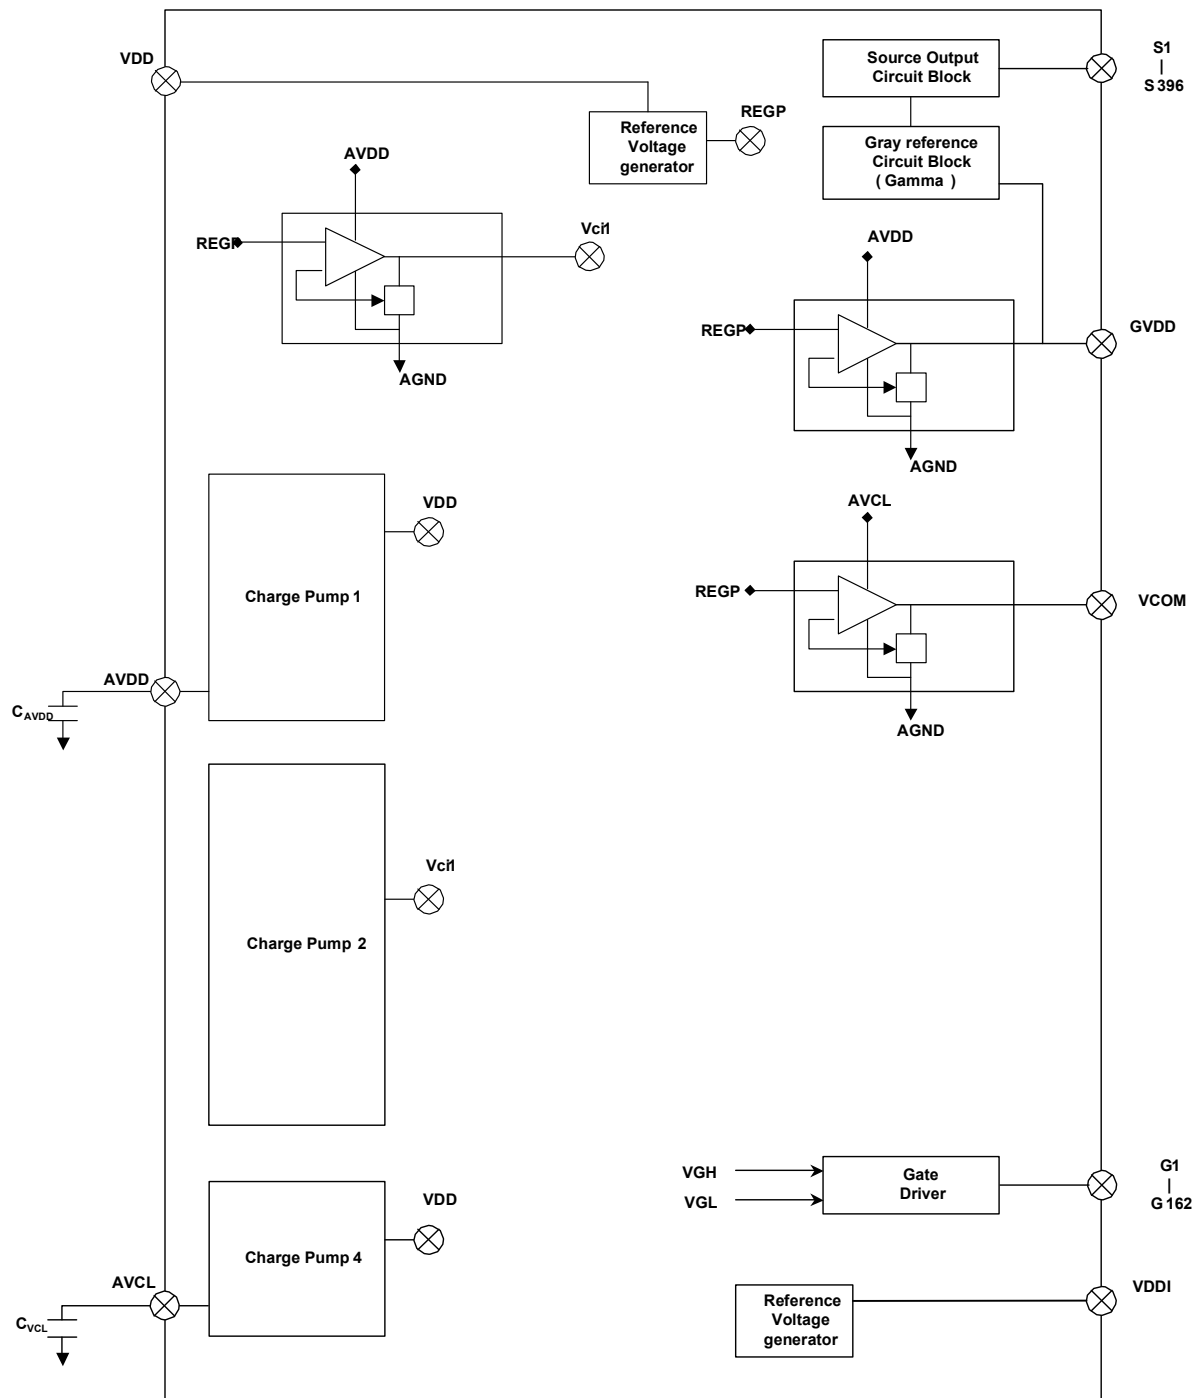 VDD
Source Output
Circuit Block
S1
|
S 396
Reference
Voltage
generator
REGP
Gray reference
Circuit Block
( Gamma )
AVDD
REGP
Vci1
AGND
AVDD
REGP
GVDD
AGND
Charge Pump 1
VDD
AVDD
C AVDD
AVCL
REGP
VCOM
AGND
Charge Pump 2
Vci1
VGH
VGL
Gate
Driver
G1
|
G 162
Charge Pump 4
VDD
AVCL
C VCL
Reference
Voltage
generator
VDDI